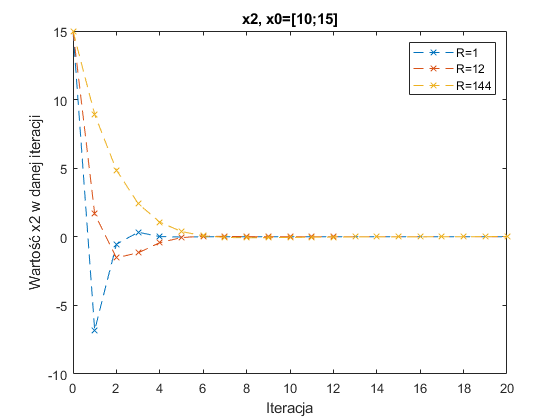 x2, x0=[10;15]
R=1
R=12
R=144
Wartość x2 w danej iteracji
15
10
5
0
-5
-10
0 2 4 6 8 10 12 14 16 18 20
Iteracja